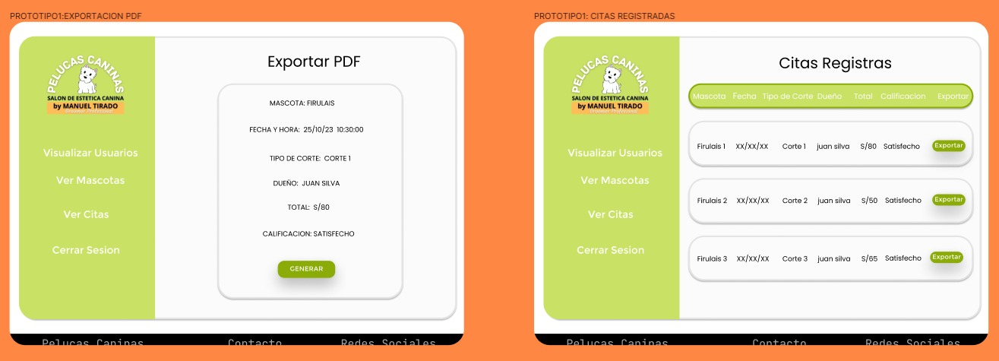 PROTOTIPO1:EXPORTACION PDF
PELUCAS CANINAS
SALON DE ESTETICA CANINA
by MANUEL TIRADO
Groomer Profesional
Visualizar Usuarios
Ver Mascotas
Ver Citas
Cerrar Sesion
Exportar PDF
MASCOTA: FIRULAIS
FECHA Y HORA: 25/10/23 10:30:00
TIPO DE CORTE: CORTE 1
DUEÑO: JUAN SILVA
TOTAL: S/80
CALIFICACION: SATISFECHO
GENERAR
Pelucas Caninas Contacto Redes Sociales
PROTOTIPO1: CITAS REGISTRADAS
PELUCAS CANINAS
SALON DE ESTETICA CANINA
by MANUEL TIRADO
Groomer Profesional
Visualizar Usuarios
Ver Mascotas
Ver Citas
Cerrar Sesion
Citas Registras
Mascota Fecha Tipo de Corte Dueño Total Calificacion Exportar
Firulais 1 XX/XX/XX Corte 1 juan silva S/80 Satisfecho Exportar
Firulais 2 XX/XX/XX Corte 2 juan silva S/50 Satisfecho Exportar
Firulais 3 XX/XX/XX Corte 3 juan silva S/65 Satisfecho Exportar
Pelucas Caninas Contacto Redes Sociales